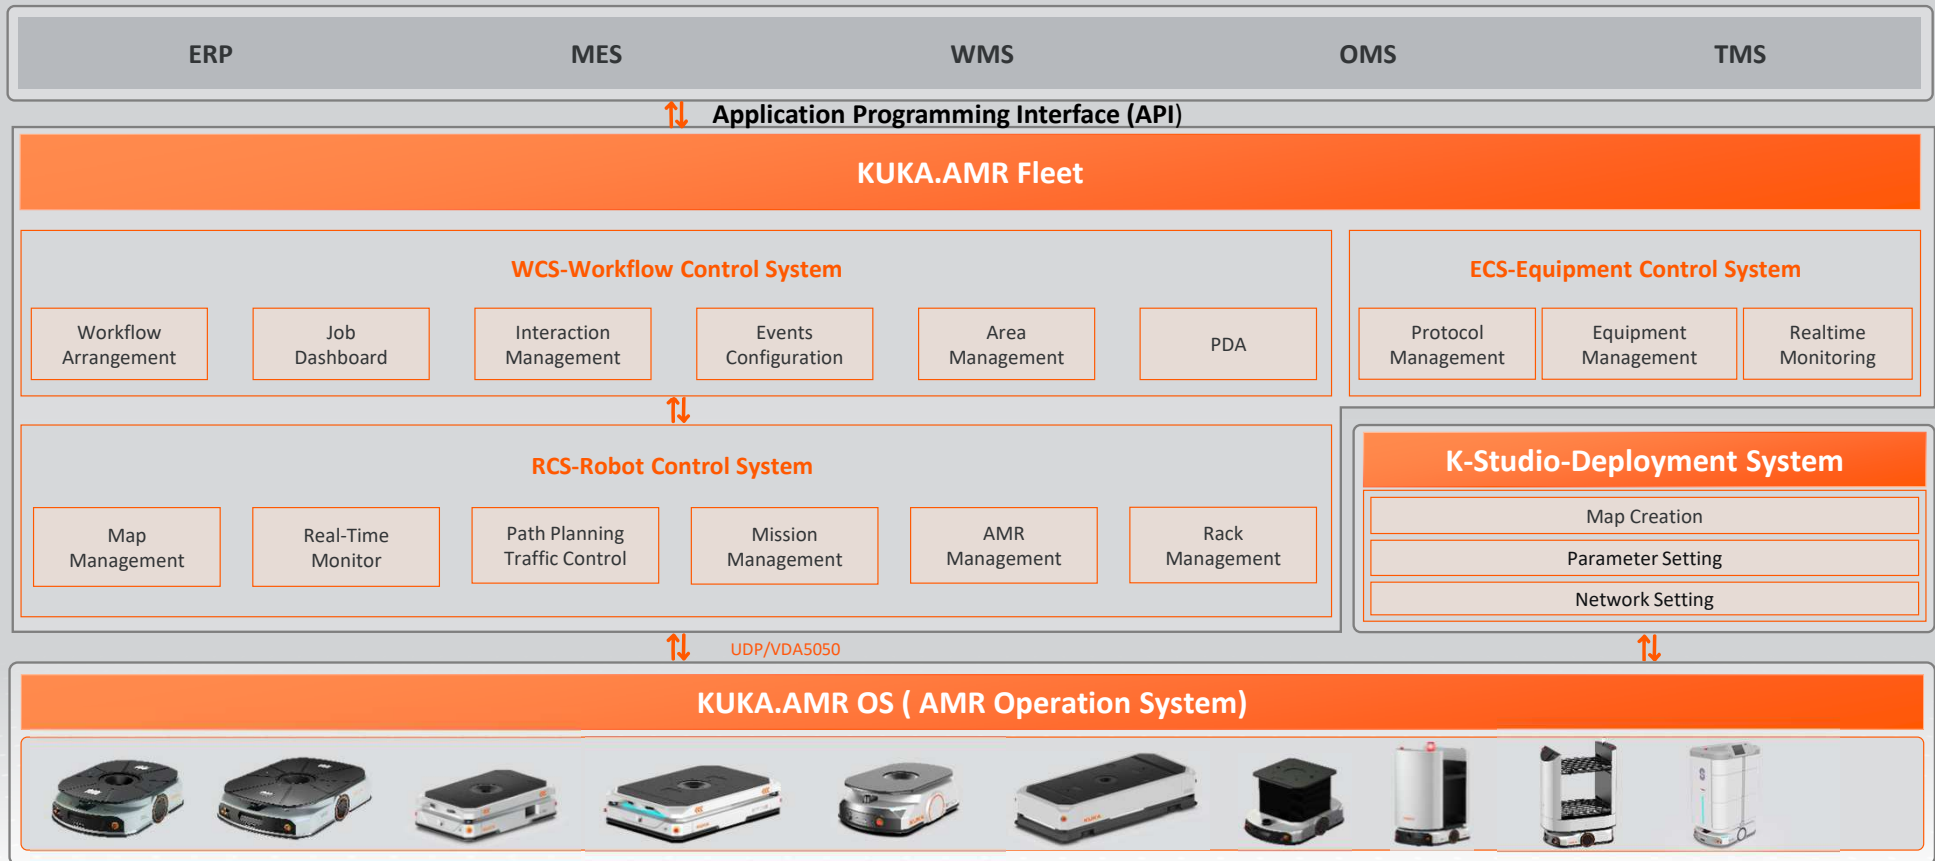 ERP MES WMS OMS TMS
Application Programming Interface (API)
KUKA.AMR Fleet
WCS-Workflow Control System
Workflow
Arrangement
Job
Dashboard
Interaction
Management
Events
Configuration
Area
Management
PDA
ECS-Equipment Control System
Protocol
Management
Equipment
Management
Realtime
Monitoring
RCS-Robot Control System
Map
Management
Real-Time
Monitor
Path Planning
Traffic Control
Mission
Management
AMR
Management
Rack
Management
K-Studio-Deployment System
Map Creation
Parameter Setting
Network Setting
UDP/VDA5050
KUKA.AMR OS ( AMR Operation System)
KUKA
KUKA